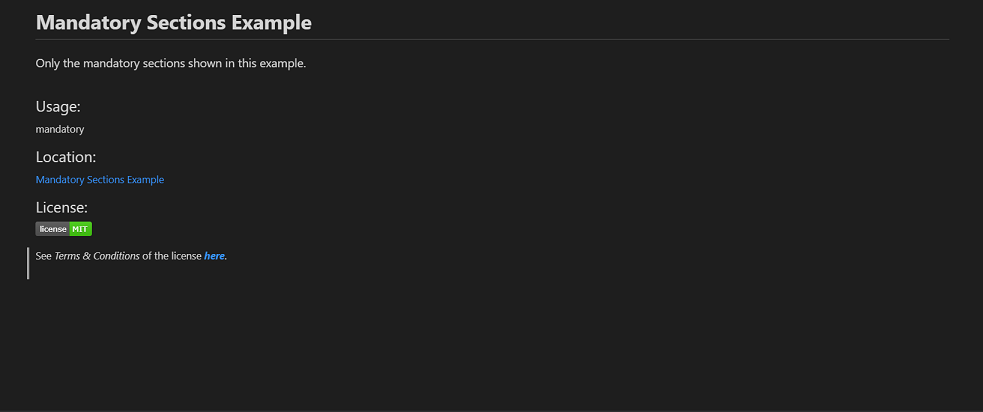 Mandatory Sections Example
Only the mandatory sections shown in this example.
Usage:
mandatory
Location:
Mandatory Sections Example
License:
license MIT
See Terms & Conditions of the license here.